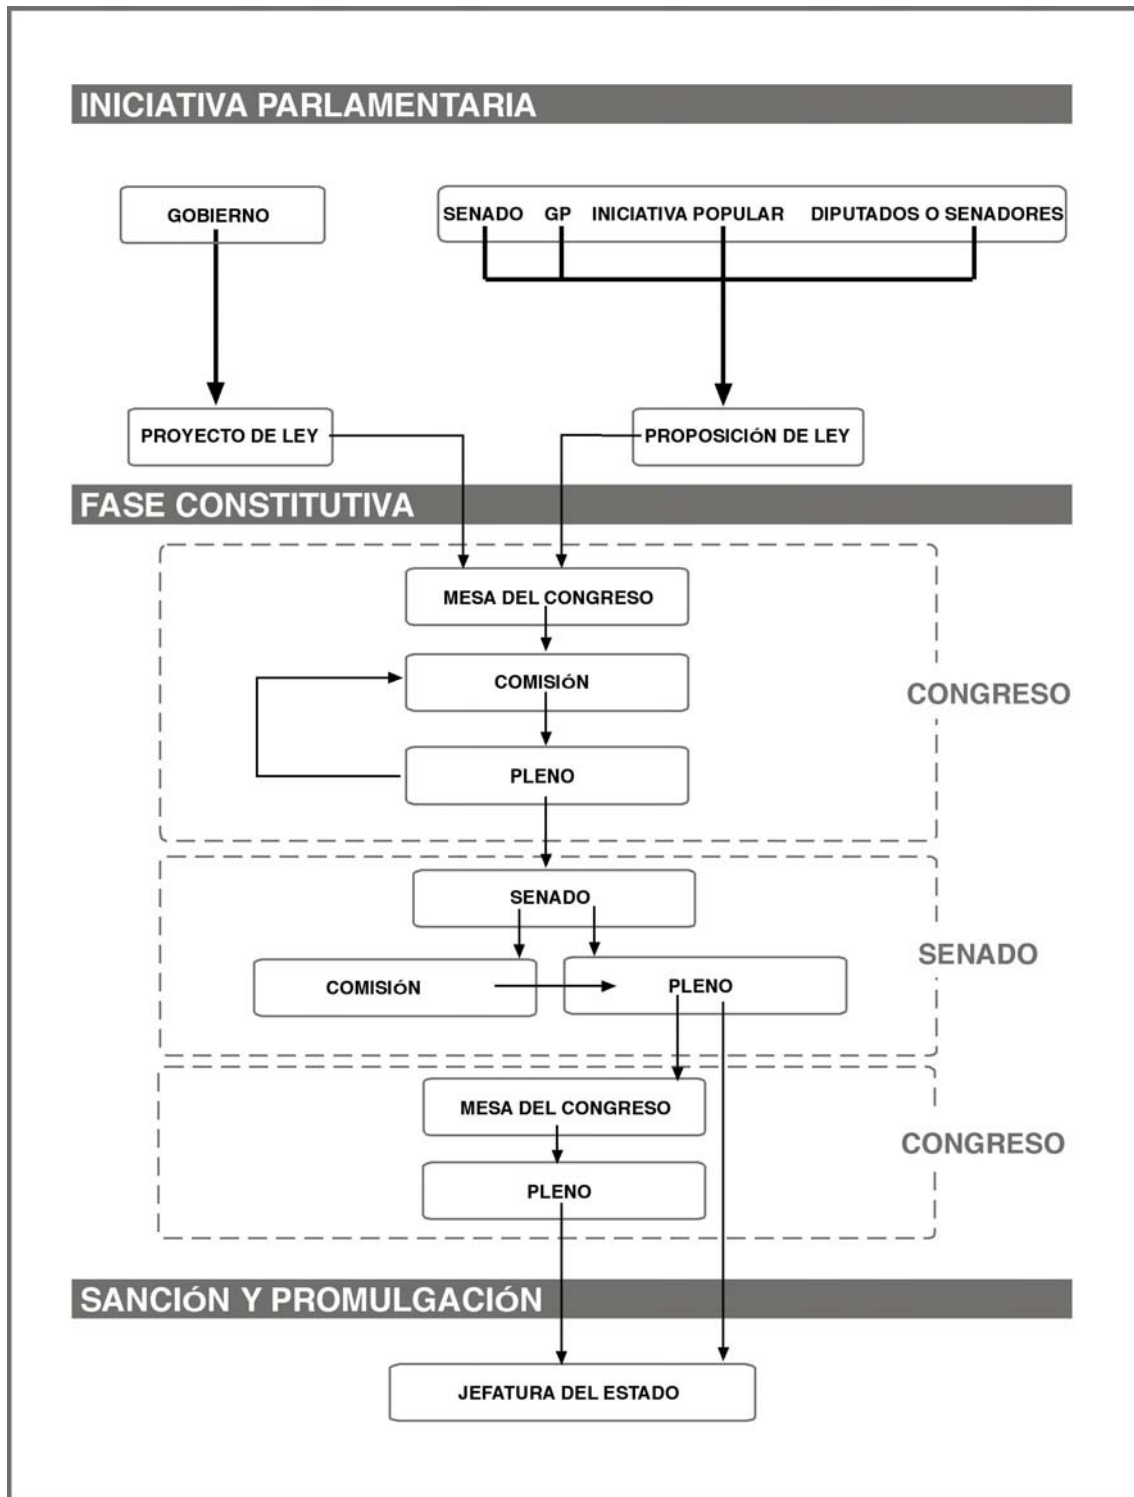 INICIATIVA PARLAMENTARIA
GOBIERNO
SENADO GP INICIATIVA POPULAR DIPUTADOS O SENADORES
PROYECTO DE LEY
PROPOSICIÓN DE LEY
FASE CONSTITUTIVA
MESA DEL CONGRESO
COMISIÓN
CONGRESO
PLENO
SENADO
SENADO
COMISIÓN
PLENO
MESA DEL CONGRESO
CONGRESO
PLENO
SANCIÓN Y PROMULGACIÓN
JEFATURA DEL ESTADO